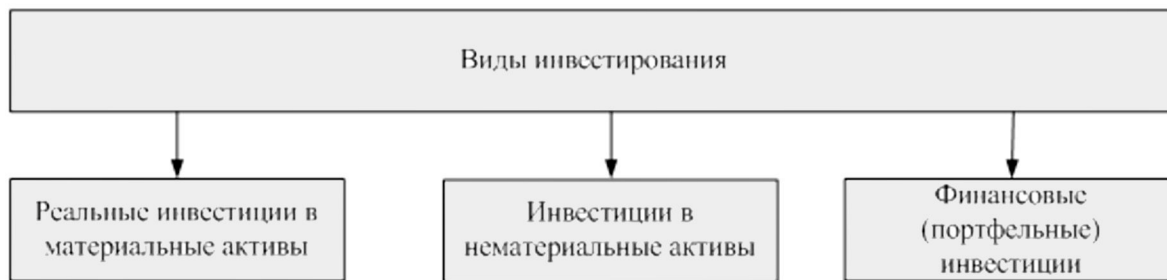 Виды инвестирования
Реальные инвестиции в
материальные активы
Инвестиции в
нематериальные активы
Финансовые
(портфельные)
инвестиции